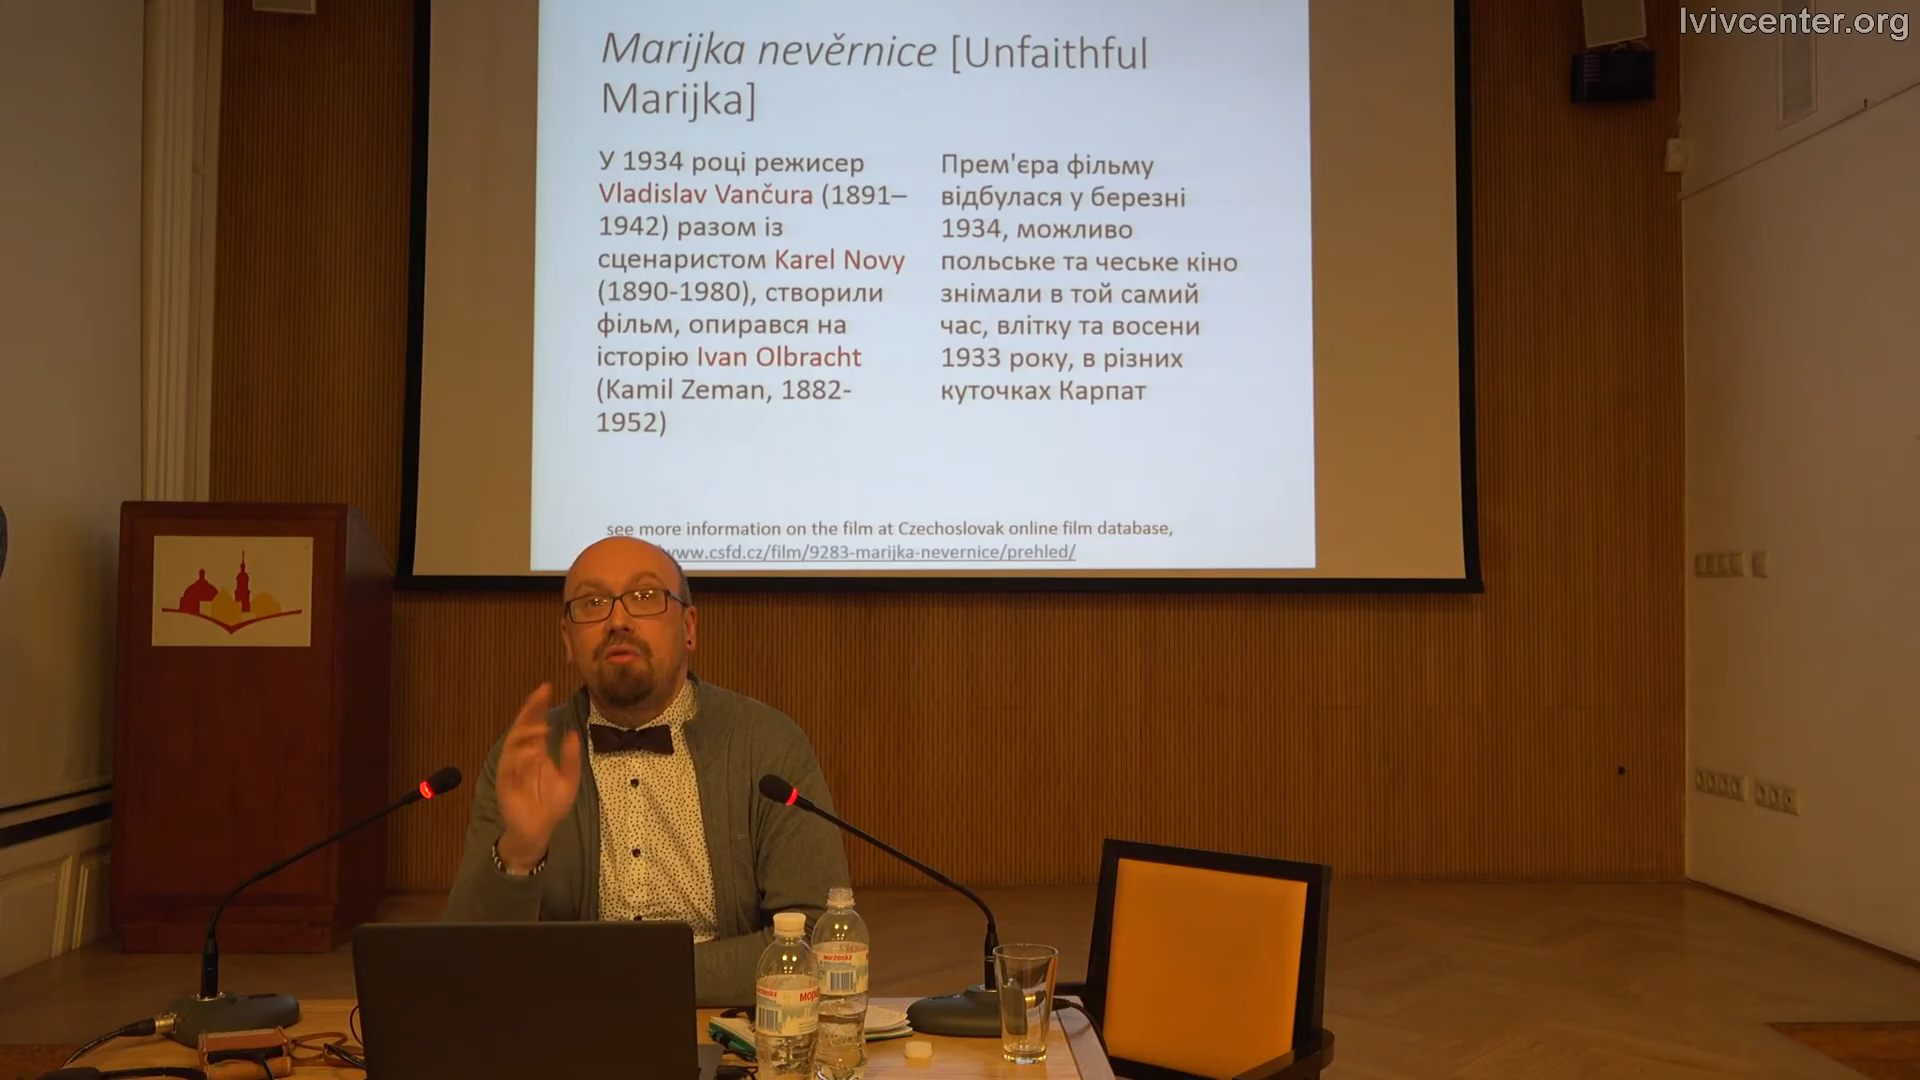 lvivcenter.org
Marijka nevěrnice [Unfaithful
Marijka]
У 1934 році режисер
Vladislav Vančura (1891–
1942) разом із
сценаристом Karel Novy
(1890-1980), створили
фільм, опирався на
історію Ivan Olbracht
(Kamil Zeman, 1882-
1952)
Прем'єра фільму
відбулася у березні
1934, можливо
польське та чеське кіно
знімали в той самий
час, влітку та восени
1933 року, в різних
куточках Карпат
see more information on the film at Czechoslovak online film database,
www.csfd.cz/film/9283-marijka-nevernice/prehled/